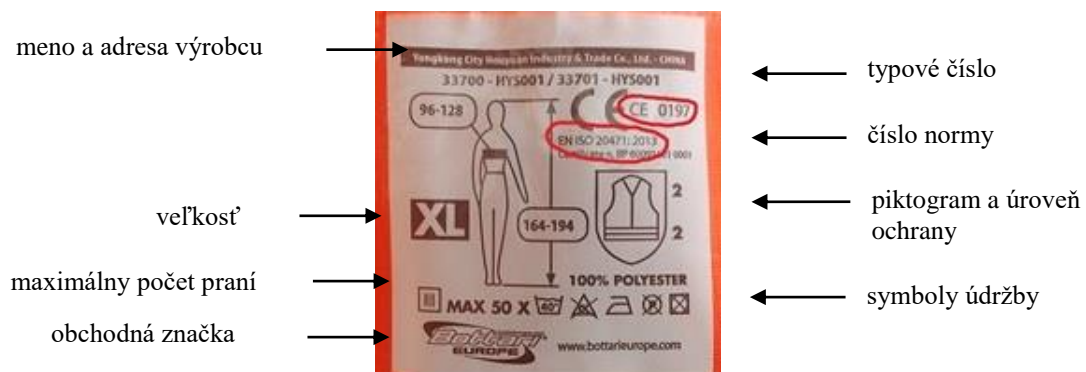 meno a adresa výrobcu
Yongkang City Houyuan Industry & Trade Co., Ltd. - CHINA
33700 - HYS001 / 33701 - HYS001
typové číslo
96-128
CE 0197
EN ISO 20471: 2013
číslo normy
2
piktogram a úroveň
ochrany
veľkosť
XL
164-194
2
100% POLYESTER
maximálny počet praní
MAX 50 X 40°
symboly údržby
obchodná značka
Bottari
EUROPE
www.bottarieurope.com